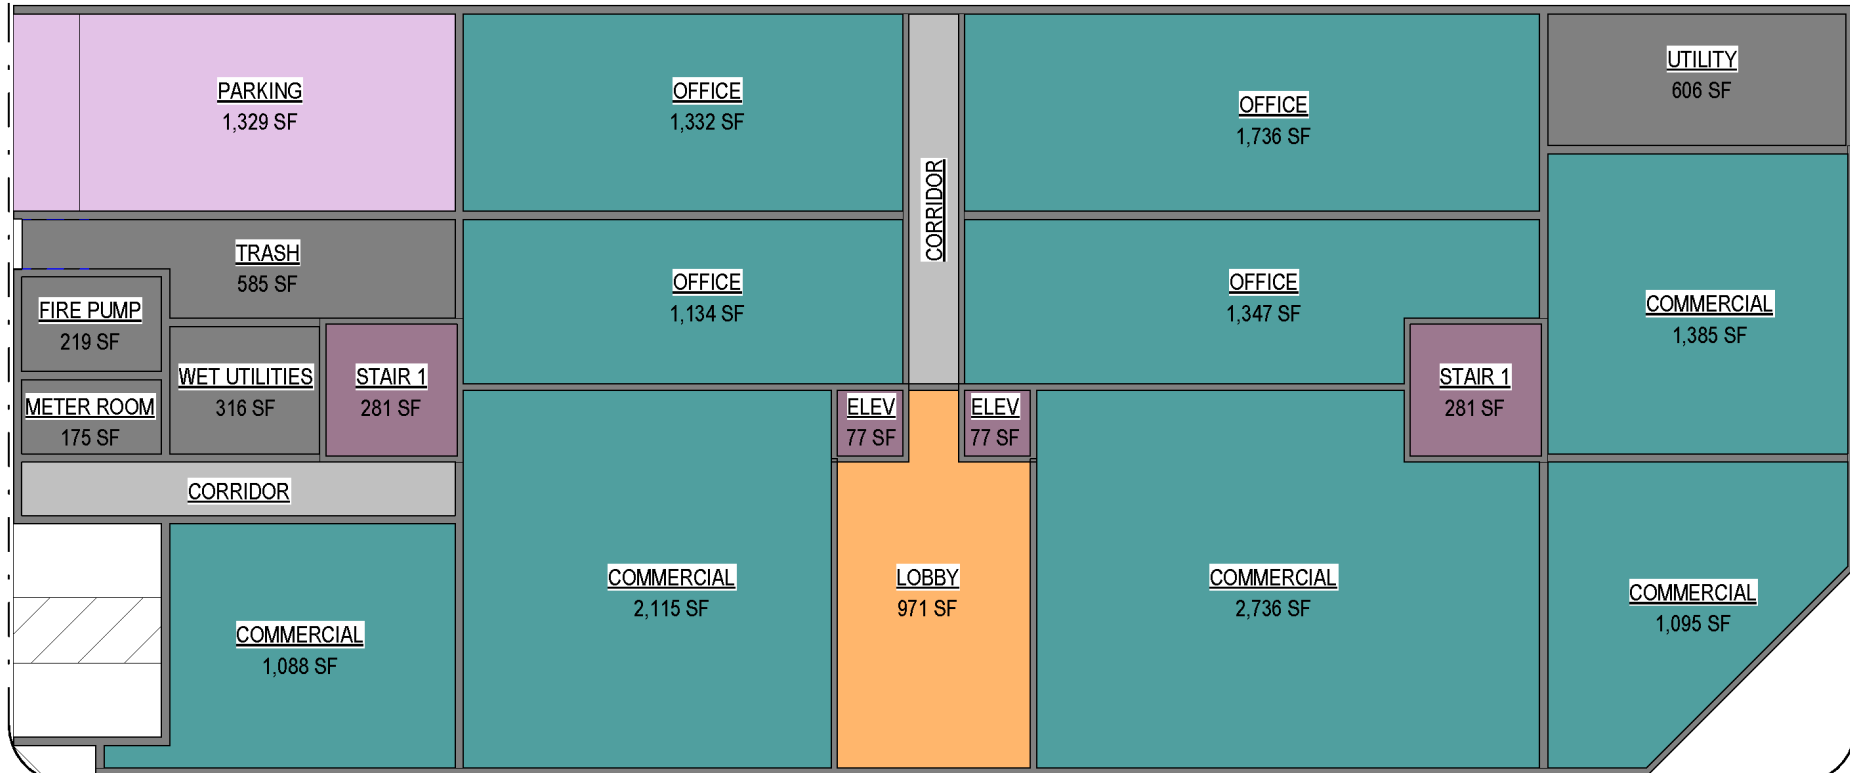 PARKING
1,329 SF
OFFICE
1,332 SF
CORRIDOR
OFFICE
1,736 SF
UTILITY
606 SF
TRASH
585 SF
OFFICE
1,134 SF
OFFICE
1,347 SF
COMMERCIAL
1,385 SF
FIRE PUMP
219 SF
WET UTILITIES
316 SF
STAIR 1
281 SF
STAIR 1
281 SF
METER ROOM
175 SF
ELEV
77 SF
ELEV
77 SF
CORRIDOR
COMMERCIAL
1,088 SF
COMMERCIAL
2,115 SF
LOBBY
971 SF
COMMERCIAL
2,736 SF
COMMERCIAL
1,095 SF